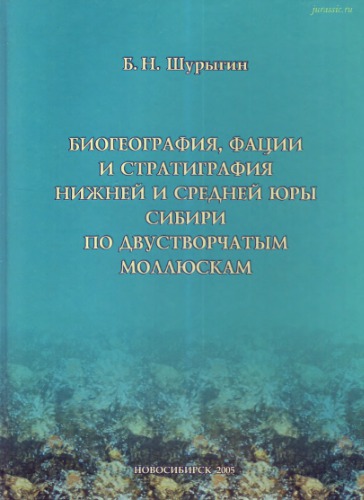 jurassic.ru
Б. Н. Шурыгин
БИОГЕОГРАФИЯ, ФАЦИИ
И СТРАТИГРАФИЯ
НИЖНЕЙ И СРЕДНЕЙ ЮРЫ
СИБИРИ
ПО ДВУСТВОРЧАТЫМ
МОЛЛЮСКАМ
НОВОСИБИРСК 2005